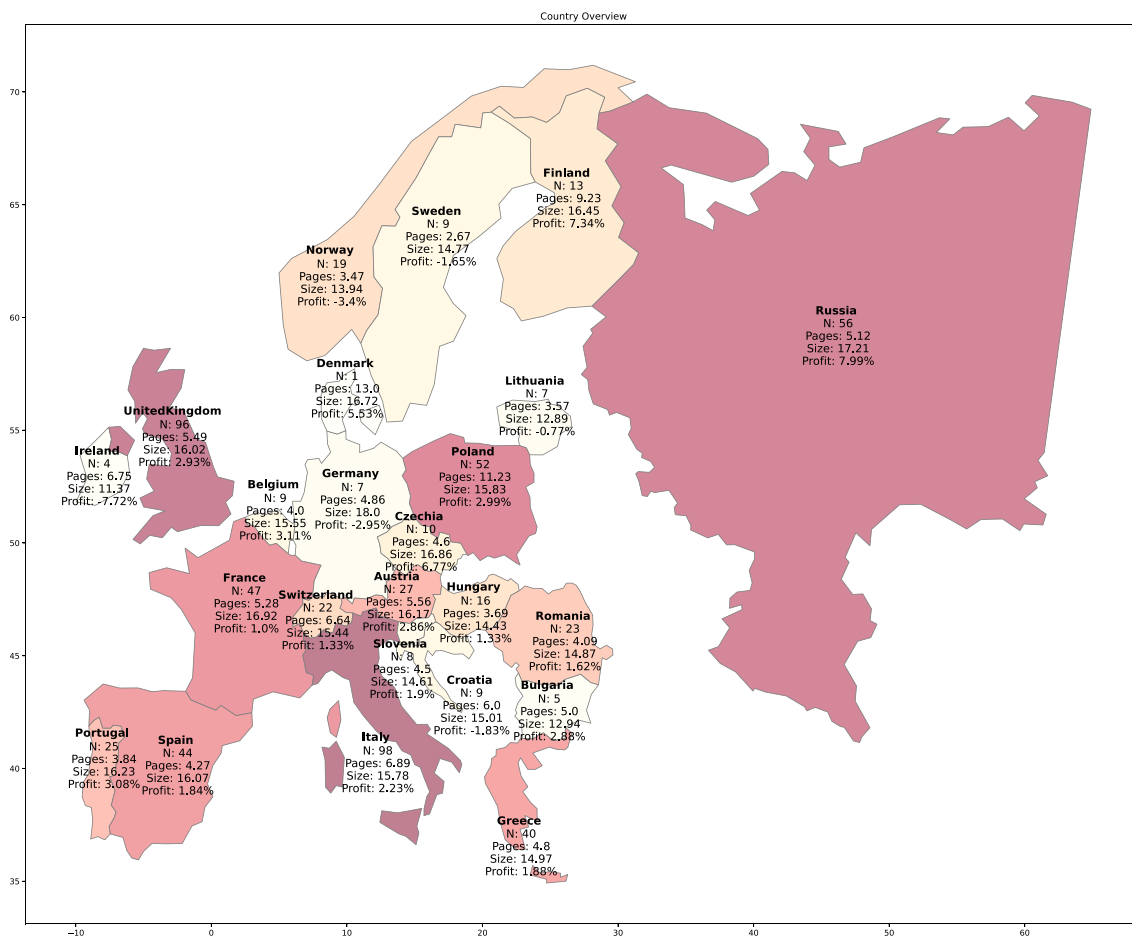 Country Overview
70
65
60
55
50
45
40
35
−10
0
10
20
30
40
50
60
Finland
N: 13
Pages: 9.23
Size: 16.45
Profit: 7.34%
Sweden
N: 9
Pages: 2.67
Size: 14.77
Profit: -1.65%
Norway
N: 19
Pages: 3.47
Size: 13.94
Profit: -3.4%
Russia
N: 56
Pages: 5.12
Size: 17.21
Profit: 7.99%
Denmark
N: 1
Pages: 13.0
Size: 16.72
Profit: 5.53%
Lithuania
N: 7
Pages: 3.57
Size: 12.89
Profit: -0.77%
UnitedKingdom
N: 96
Pages: 5.49
Size: 16.02
Profit: 2.93%
Ireland
N: 4
Pages: 6.75
Size: 11.37
Profit: -7.72%
Poland
N: 52
Pages: 11.23
Size: 15.83
Profit: 2.99%
Germany
N: 7
Pages: 4.86
Size: 18.0
Profit: -2.95%
Belgium
N: 9
Pages: 4.0
Size: 15.55
Profit: 3.11%
Czechia
N: 10
Pages: 4.6
Size: 16.86
Profit: 6.77%
France
N: 47
Pages: 5.28
Size: 16.92
Profit: 1.0%
Switzerland
N: 22
Pages: 6.64
Size: 15.44
Profit: 1.33%
Austria
N: 27
Pages: 5.56
Size: 16.17
Profit: 2.86%
Hungary
N: 16
Pages: 3.69
Size: 14.43
Profit: 1.33%
Romania
N: 23
Pages: 4.09
Size: 14.87
Profit: 1.62%
Slovenia
N: 8
Pages: 4.5
Size: 14.61
Profit: 1.9%
Croatia
N: 9
Pages: 6.0
Size: 15.01
Profit: -1.83%
Bulgaria
N: 5
Pages: 5.0
Size: 12.94
Profit: 2.88%
Portugal
N: 25
Pages: 3.84
Size: 16.23
Profit: 3.08%
Spain
N: 44
Pages: 4.27
Size: 16.07
Profit: 1.84%
Italy
N: 98
Pages: 6.89
Size: 15.78
Profit: 2.23%
Greece
N: 40
Pages: 4.8
Size: 14.97
Profit: 1.88%